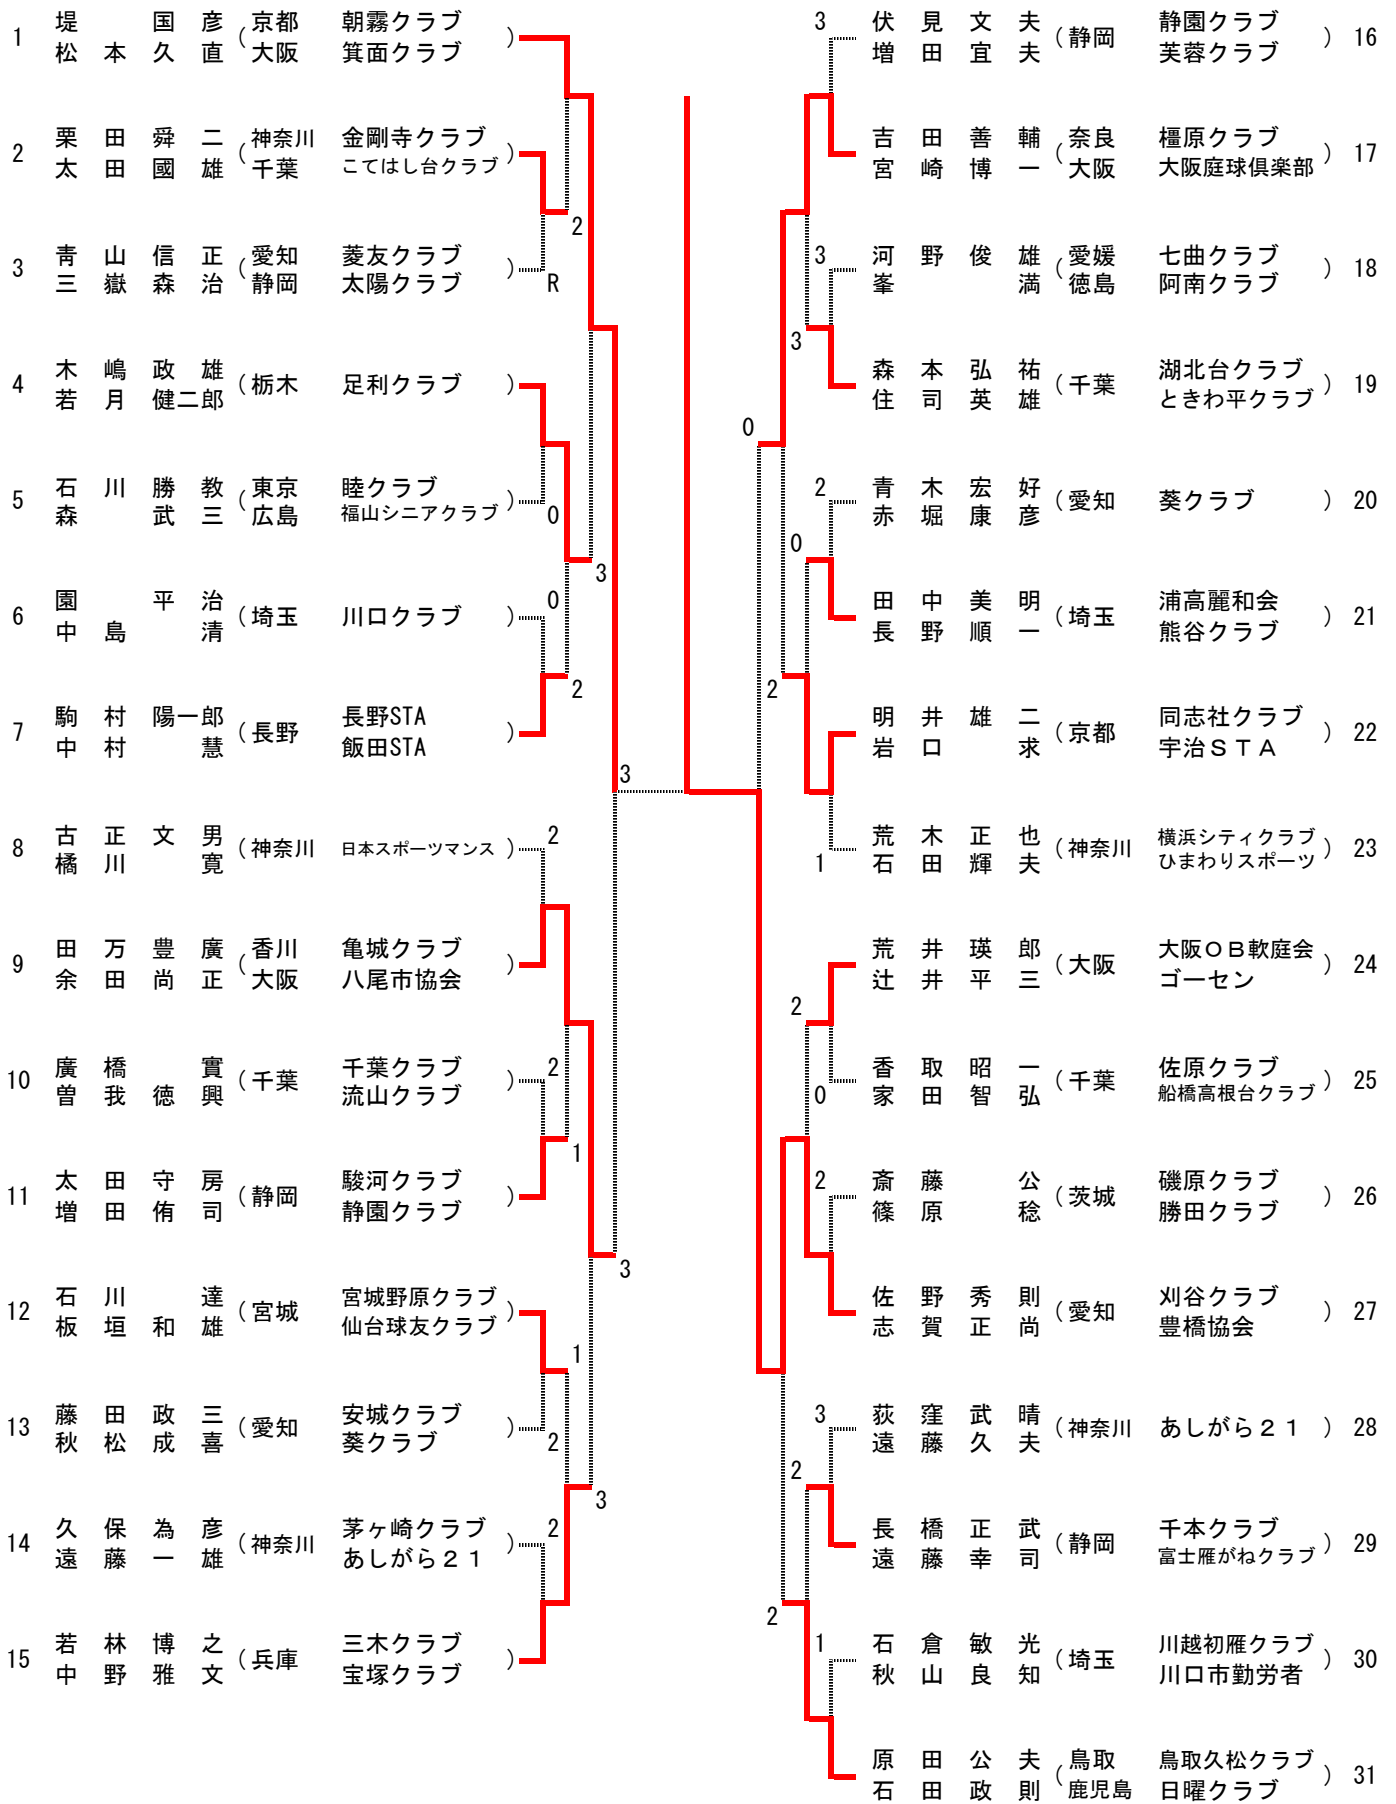 1 堤 国彦 (京都 朝霧クラブ )
松本久直 大阪 箕面クラブ
2 栗田舜二 (神奈川 金剛寺クラブ )
太田國雄 千葉 こてはし台クラブ
2
3 青山信正 (愛知 菱友クラブ )
三嶽森治 静岡 太陽クラブ
R
4 木嶋政雄 (栃木 足利クラブ )
若月健二郎
5 石川勝教 (東京 睦クラブ )
森 武三 広島 福山シニアクラブ
0
3
0
6 園 平治 (埼玉 川口クラブ )
中島 清
2
7 駒村陽一郎 (長野 長野STA )
中村 慧 飯田STA
3
2
8 古正文男 (神奈川 日本スポーツマンス )
橘川 寛
9 田万豊廣 (香川 亀城クラブ )
余田尚正 大阪 八尾市協会
2
10 廣橋 實 (千葉 千葉クラブ )
曽我徳興 流山クラブ
1
11 太田守房 (静岡 駿河クラブ )
増田侑司 静園クラブ
3
12 石川 達 (宮城 宮城野原クラブ )
板垣和雄 仙台球友クラブ
1
13 藤田政三 (愛知 安城クラブ )
秋松成喜 葵クラブ
2
3
2
14 久保為彦 (神奈川 茅ヶ崎クラブ )
遠藤一雄 あしがら21
15 若林博之 (兵庫 三木クラブ )
中野雅文 宝塚クラブ
3
伏見文夫 (静岡 静園クラブ ) 16
増田宜夫 芙蓉クラブ
吉田善輔 (奈良 橿原クラブ ) 17
宮崎博一 大阪 大阪庭球倶楽部
3
河野俊雄 (愛媛 七曲クラブ ) 18
峯 満 徳島 阿南クラブ
3
森本弘祐 (千葉 湖北台クラブ ) 19
住司英雄 ときわ平クラブ
0
2
青木宏好 (愛知 葵クラブ ) 20
赤堀康彦
0
田中美明 (埼玉 浦高麗和会 ) 21
長野順一 熊谷クラブ
2
明井雄二 (京都 同志社クラブ ) 22
岩口 求 宇治STA
荒木正也 (神奈川 横浜シティクラブ ) 23
石田輝夫 ひまわりスポーツ
1
荒井瑛郎 (大阪 大阪OB軟庭会 ) 24
辻井平三 ゴーセン
2
香取昭一 (千葉 佐原クラブ ) 25
家田智弘 船橋高根台クラブ
0
2
斎藤 公 (茨城 磯原クラブ ) 26
篠原 稔 勝田クラブ
佐野秀則 (愛知 刈谷クラブ ) 27
志賀正尚 豊橋協会
3
荻窪武晴 (神奈川 あしがら21 ) 28
遠藤久夫
2
長橋正武 (静岡 千本クラブ ) 29
遠藤幸司 富士雁がねクラブ
2
1
石倉敏光 (埼玉 川越初雁クラブ ) 30
秋山良知 川口市勤労者
原田公夫 (鳥取 鳥取久松クラブ ) 31
石田政則 鹿児島 日曜クラブ